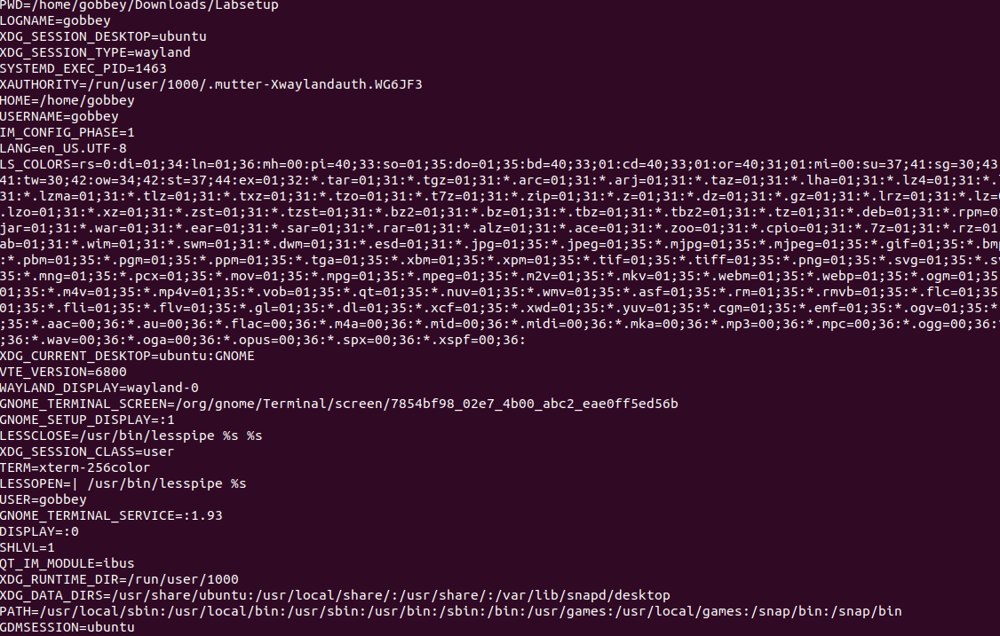 PWD=/home/gobbey/Downloads/Labsetup
LOGNAME=gobbey
XDG_SESSION_DESKTOP=ubuntu
XDG_SESSION_TYPE=wayland
SYSTEMD_EXEC_PID=1463
XAUTHORITY=/run/user/1000/.mutter-Xwaylandauth.WG6JF3
HOME=/home/gobbey
USERNAME=gobbey
IM_CONFIG_PHASE=1
LANG=en_US.UTF-8
LS_COLORS=rs=0:di=01;34:ln=01;36:mh=00:pi=40;33:so=01;35:do=01;35:bd=40;33;01:cd=40;33;01:or=40;31;01:mi=00:su=37;41:sg=30;43
41:tw=30;42:ow=34;42:st=37;44:ex=01;32:*.tar=01;31:*.tgz=01;31:*.arc=01;31:*.arj=01;31:*.taz=01;31:*.lha=01;31:*.lz4=01;31:*.
31:*.lzma=01;31:*.tlz=01;31:*.txz=01;31:*.tzo=01;31:*.t7z=01;31:*.zip=01;31:*.z=01;31:*.dz=01;31:*.gz=01;31:*.lrz=01;31:*.lz=
.lzo=01;31:*.xz=01;31:*.zst=01;31:*.tzst=01;31:*.bz2=01;31:*.bz=01;31:*.tbz=01;31:*.tbz2=01;31:*.tz=01;31:*.deb=01;31:*.rpm=0
jar=01;31:*.war=01;31:*.ear=01;31:*.sar=01;31:*.rar=01;31:*.alz=01;31:*.ace=01;31:*.zoo=01;31:*.cpio=01;31:*.7z=01;31:*.rz=01
ab=01;31:*.wim=01;31:*.swm=01;31:*.dwm=01;31:*.esd=01;31:*.jpg=01;35:*.jpeg=01;35:*.mjpg=01;35:*.mjpeg=01;35:*.gif=01;35:*.bmp
:*.pbm=01;35:*.pgm=01;35:*.ppm=01;35:*.tga=01;35:*.xbm=01;35:*.xpm=01;35:*.tif=01;35:*.tiff=01;35:*.png=01;35:*.svg=01;35:*.sv
35:*.mng=01;35:*.pcx=01;35:*.mov=01;35:*.mpg=01;35:*.mpeg=01;35:*.m2v=01;35:*.mkv=01;35:*.webm=01;35:*.webp=01;35:*.ogm=01;35
01;35:*.m4v=01;35:*.mp4v=01;35:*.vob=01;35:*.qt=01;35:*.nuv=01;35:*.wmv=01;35:*.asf=01;35:*.rm=01;35:*.rmvb=01;35:*.flc=01;35
01;35:*.fli=01;35:*.flv=01;35:*.gl=01;35:*.dl=01;35:*.xcf=01;35:*.xwd=01;35:*.yuv=01;35:*.cgm=01;35:*.emf=01;35:*.ogv=01;35:*
;35:*.aac=00;36:*.au=00;36:*.flac=00;36:*.m4a=00;36:*.mid=00;36:*.midi=00;36:*.mka=00;36:*.mp3=00;36:*.mpc=00;36:*.ogg=00;36:
;36:*.wav=00;36:*.oga=00;36:*.opus=00;36:*.spx=00;36:*.xspf=00;36:
XDG_CURRENT_DESKTOP=ubuntu:GNOME
VTE_VERSION=6800
WAYLAND_DISPLAY=wayland-0
GNOME_TERMINAL_SCREEN=/org/gnome/Terminal/screen/7854bf98_02e7_4b00_abc2_eae0ff5ed56b
GNOME_SETUP_DISPLAY=:1
LESSCLOSE=/usr/bin/lesspipe %s %s
XDG_SESSION_CLASS=user
TERM=xterm-256color
LESSOPEN=| /usr/bin/lesspipe %s
USER=gobbey
GNOME_TERMINAL_SERVICE=:1.93
DISPLAY=:0
SHLVL=1
QT_IM_MODULE=ibus
XDG_RUNTIME_DIR=/run/user/1000
XDG_DATA_DIRS=/usr/share/ubuntu:/usr/local/share/:/usr/share/:/var/lib/snapd/desktop
PATH=/usr/local/sbin:/usr/local/bin:/usr/sbin:/usr/bin:/sbin:/bin:/usr/games:/usr/local/games:/snap/bin:/snap/bin
GDMSESSION=ubuntu